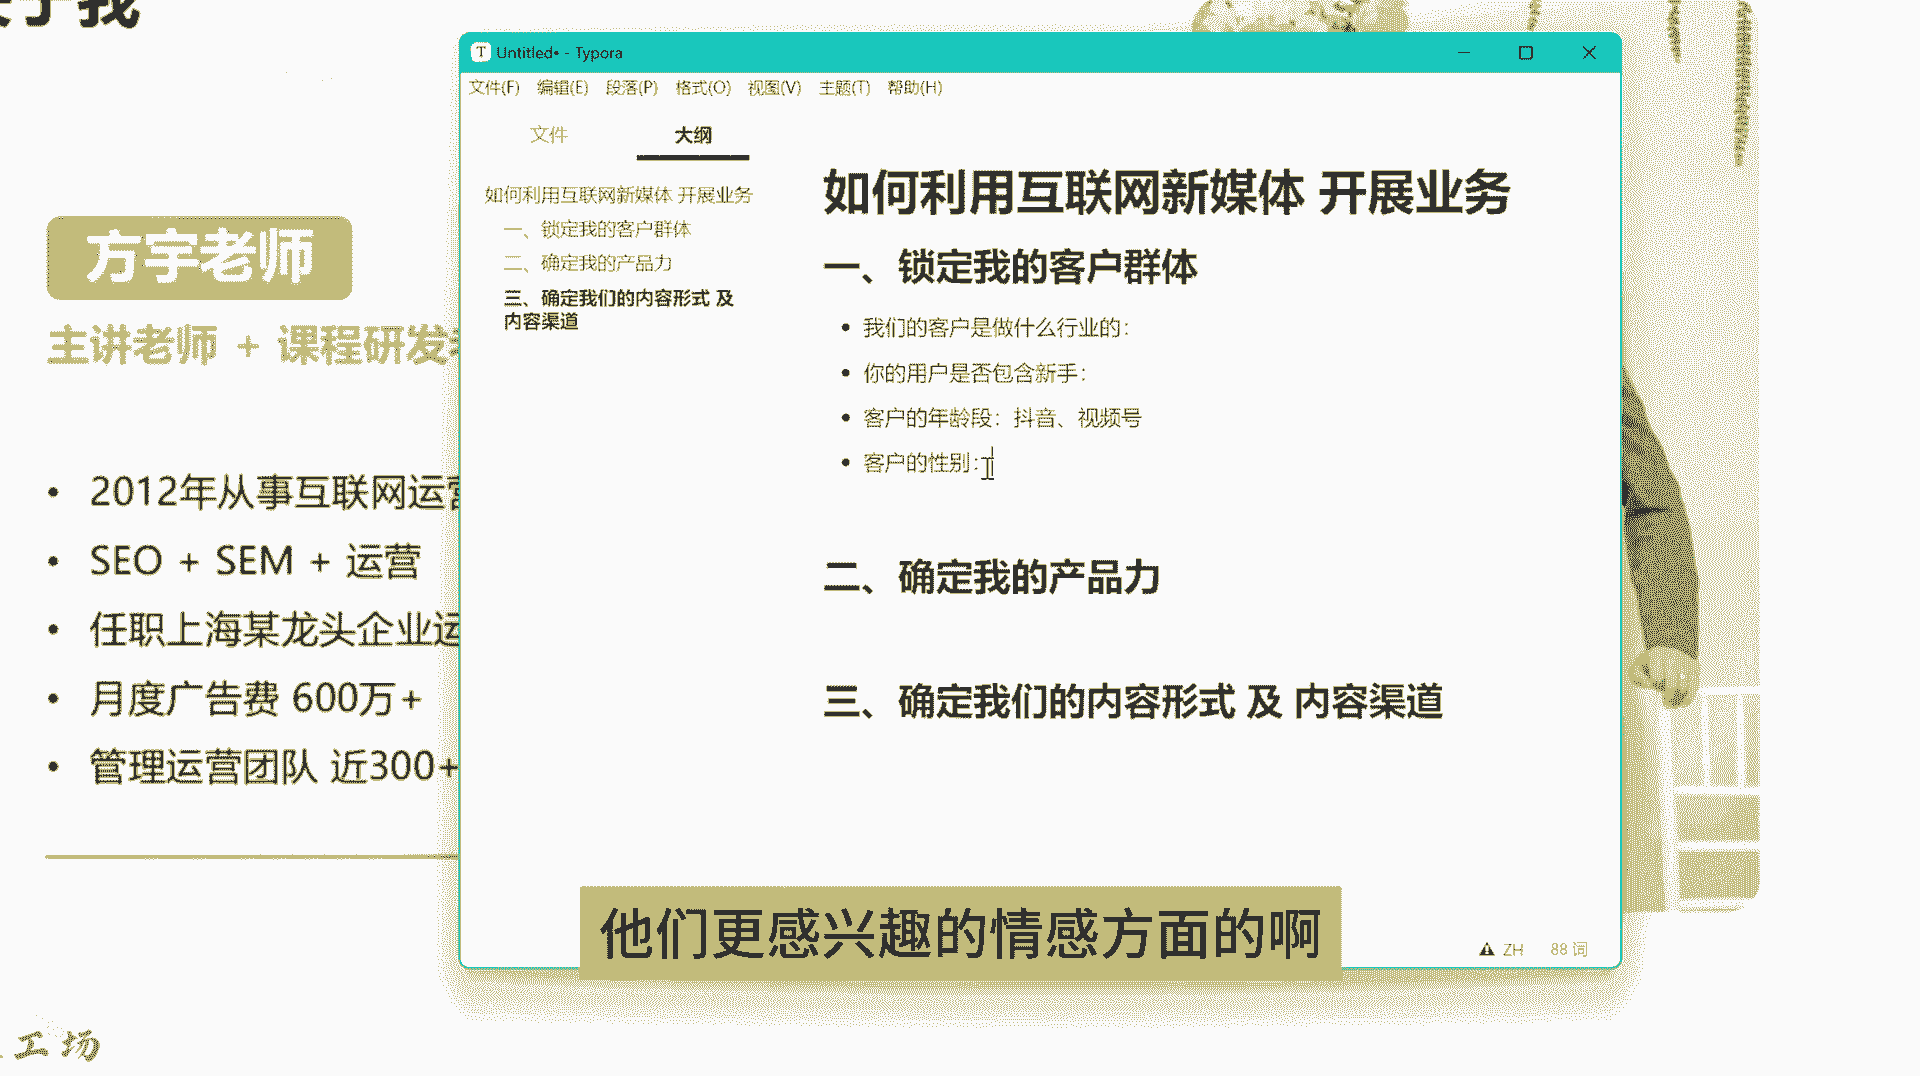 于我
方宇老师
主讲老师 + 课程研发
2012年从事互联网运营
SEO + SEM + 运营
任职上海某龙头企业运
月度广告费 600万+
管理运营团队 近300+
工场
Untitled• - Typora
文件(F) 编辑(E) 段落(P) 格式(O) 视图(V) 主题(T) 帮助(H)
文件 大纲
如何利用互联网新媒体 开展业务
一、锁定我的客户群体
二、确定我的产品力
三、确定我们的内容形式 及
内容渠道
如何利用互联网新媒体 开展业务
一、锁定我的客户群体
我们的客户是做什么行业的：
你的用户是否包含新手：
客户的年龄段：抖音、视频号
客户的性别：
二、确定我的产品力
三、确定我们的内容形式 及 内容渠道
ZH 88 词
他们更感兴趣的情感方面的啊